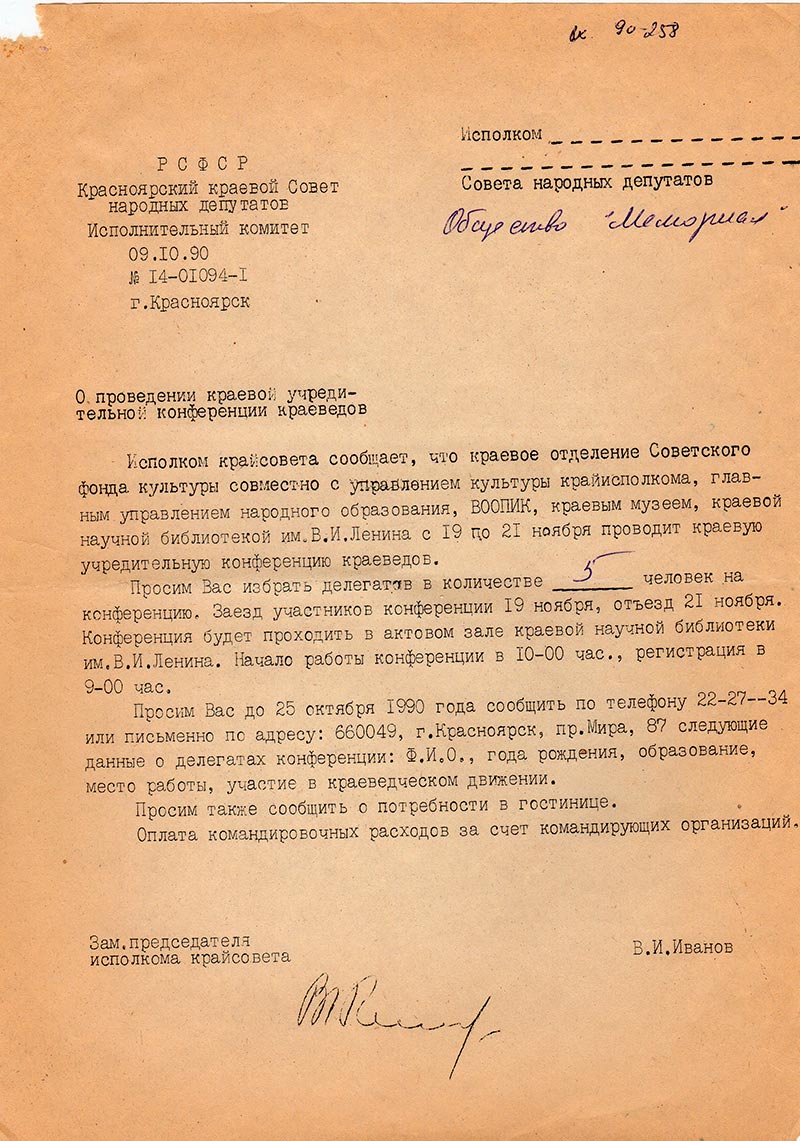 вх. 90-258
Исполком
Совета народных депутатов
Общество "Мемориал"
РСФСР
Красноярский краевой Совет
народных депутатов
Исполнительный комитет
09.10.90
№ 14-01094-1
г.Красноярск
О проведении краевой учреди-
тельной конференции краеведов
Исполком крайсовета сообщает, что краевое отделение Советского
фонда культуры совместно с управлением культуры крайисполкома, глав-
ным управлением народного образования, ВООПИК, краевым музеем, краевой
научной библиотекой им.В.И.Ленина с 19 по 21 ноября проводит краевую
учредительную конференцию краеведов.
Просим Вас избрать делегатов в количестве 5 человек на
конференцию. Заезд участников конференции 19 ноября, отъезд 21 ноября.
Конференция будет проходить в актовом зале краевой научной библиотеки
им.В.И.Ленина. Начало работы конференции в 10-00 час., регистрация в
9-00 час.
Просим Вас до 25 октября 1990 года сообщить по телефону 22-27--34
или письменно по адресу: 660049, г.Красноярск, пр.Мира, 87 следующие
данные о делегатах конференции: Ф.И.О., года рождения, образование,
место работы, участие в краеведческом движении.
Просим также сообщить о потребности в гостинице.
Оплата командировочных расходов за счет командирующих организаций.
Зам.председателя
исполкома крайсовета
В.И.Иванов